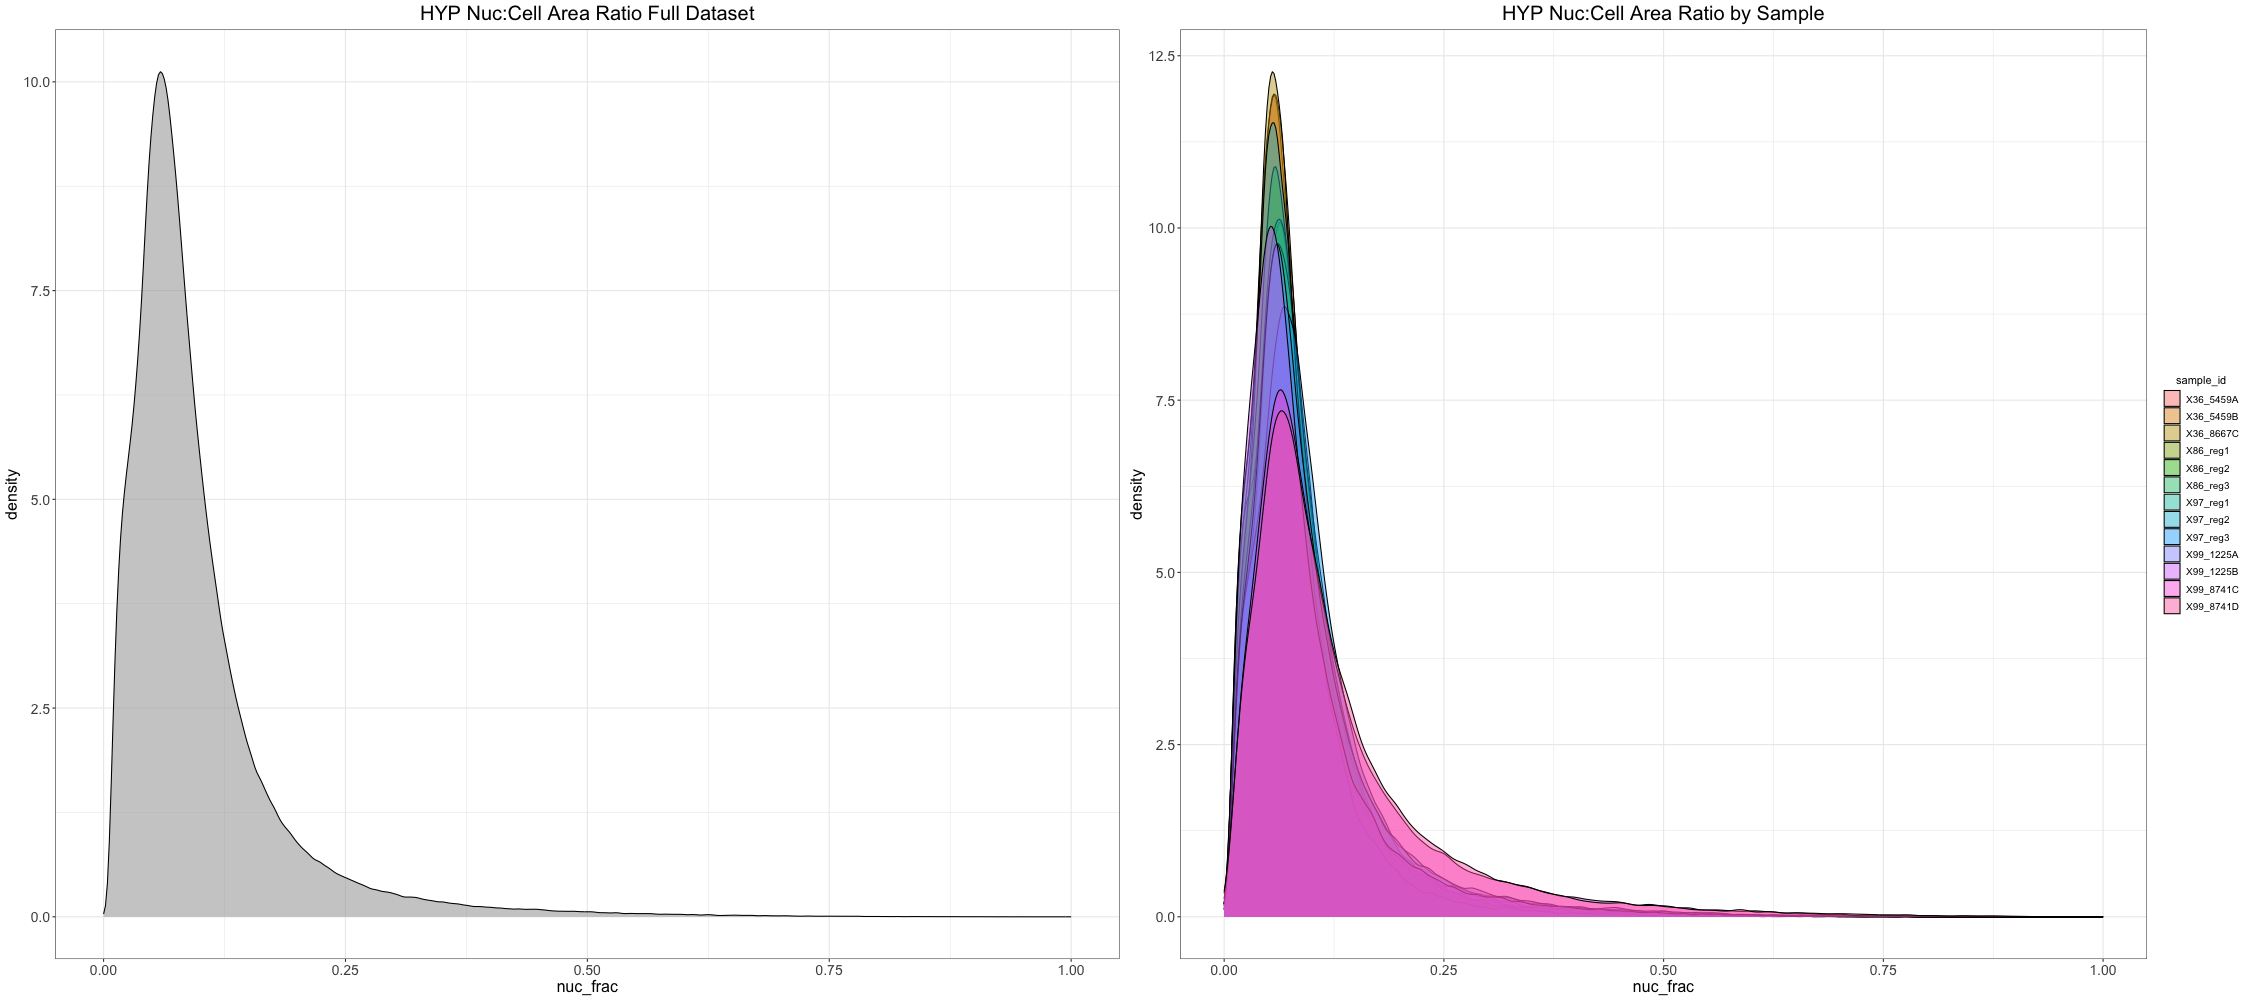 HYP Nuc:Cell Area Ratio Full Dataset
10.0
7.5
5.0
2.5
0.0
density
0.00 0.25 0.50 0.75 1.00
nuc_frac
HYP Nuc:Cell Area Ratio by Sample
12.5
10.0
7.5
5.0
2.5
0.0
density
0.00 0.25 0.50 0.75 1.00
nuc_frac
sample_id
X36_5459A
X36_5459B
X36_8667C
X86_reg1
X86_reg2
X86_reg3
X97_reg1
X97_reg2
X97_reg3
X99_1225A
X99_1225B
X99_8741C
X99_8741D